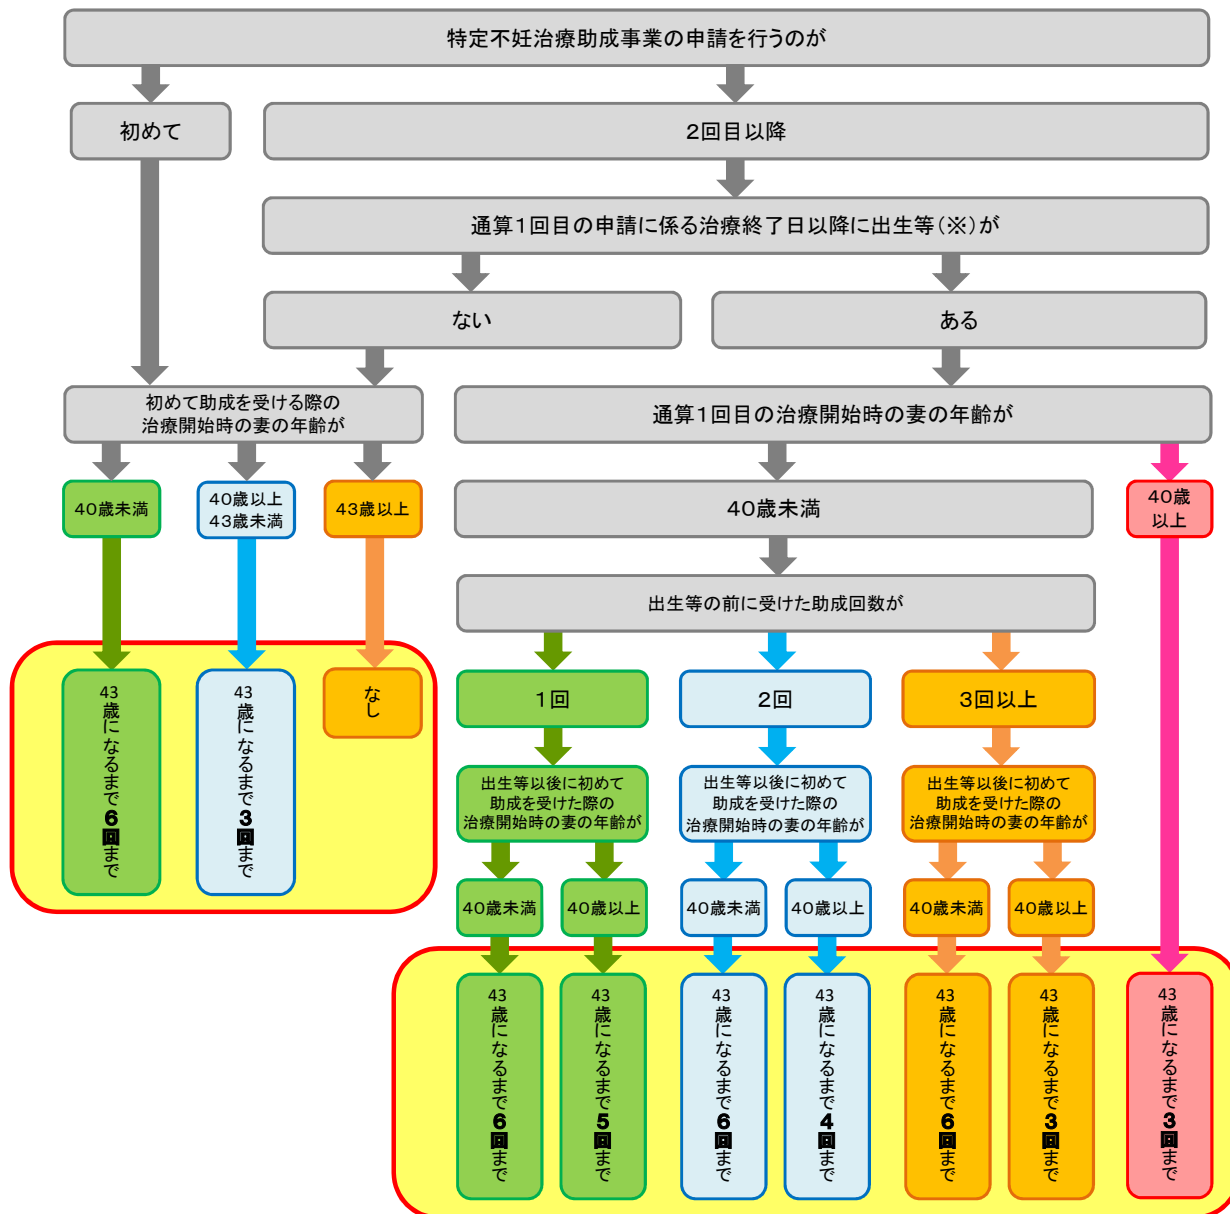 特定不妊治療助成事業の申請を行うのが
初めて
2回目以降
通算1回目の申請に係る治療終了日以降に出生等(※)が
ない
ある
初めて助成を受ける際の
治療開始時の妻の年齢が
通算1回目の治療開始時の妻の年齢が
40歳未満
40歳以上
43歳未満
43歳以上
40歳未満
40歳
以上
出生等の前に受けた助成回数が
43歳になるまで6回まで
43歳になるまで3回まで
なし
1回
2回
3回以上
出生等以後に初めて
助成を受けた際の
治療開始時の妻の年齢が
出生等以後に初めて
助成を受けた際の
治療開始時の妻の年齢が
出生等以後に初めて
助成を受けた際の
治療開始時の妻の年齢が
40歳未満
40歳以上
40歳未満
40歳以上
40歳未満
40歳以上
43歳になるまで6回まで
43歳になるまで5回まで
43歳になるまで6回まで
43歳になるまで4回まで
43歳になるまで6回まで
43歳になるまで3回まで
43歳になるまで3回まで